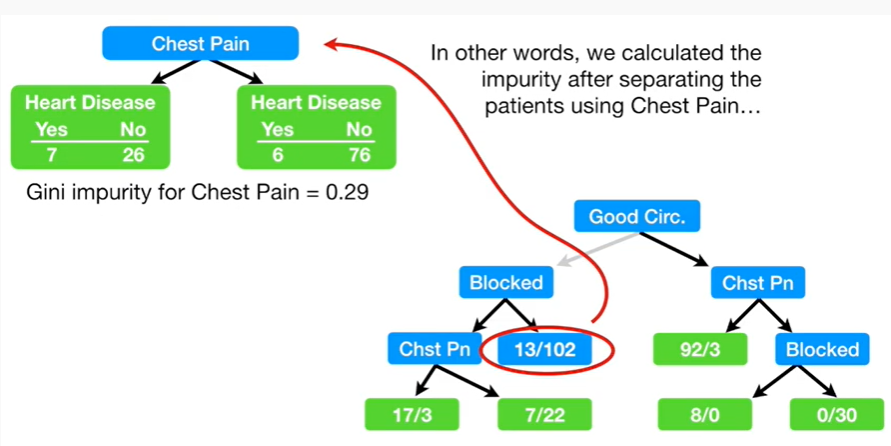 Chest Pain
In other words, we calculated the
impurity after separating the
patients using Chest Pain…
Heart Disease
Yes No
7 26
Heart Disease
Yes No
6 76
Gini impurity for Chest Pain = 0.29
Good Circ.
Blocked
Chst Pn
Chst Pn
13/102
92/3
Blocked
17/3
7/22
8/0
0/30